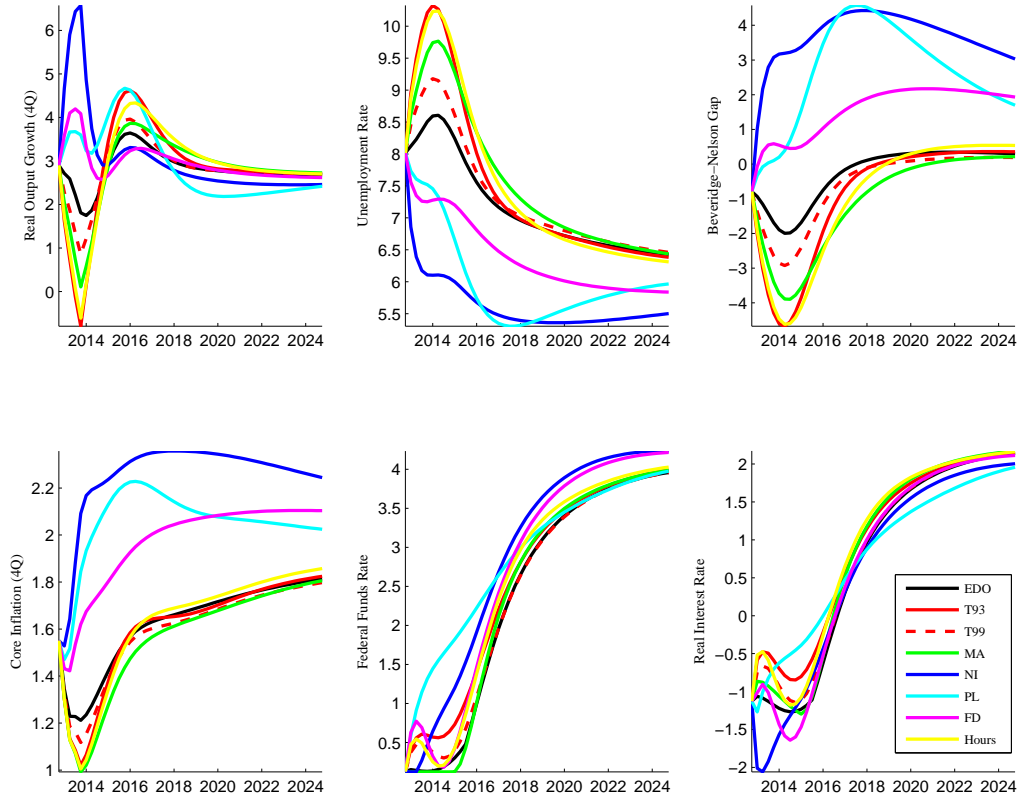 Real Output Growth (4Q)
6
5
4
3
2
1
0
2014 2016 2018 2020 2022 2024
Unemployment Rate
10
9.5
9
8.5
8
7.5
7
6.5
6
5.5
2014 2016 2018 2020 2022 2024
Beveridge−Nelson Gap
4
3
2
1
0
−1
−2
−3
−4
2014 2016 2018 2020 2022 2024
Core Inflation (4Q)
2.2
2
1.8
1.6
1.4
1.2
1
2014 2016 2018 2020 2022 2024
Federal Funds Rate
4
3.5
3
2.5
2
1.5
1
0.5
2014 2016 2018 2020 2022 2024
Real Interest Rate
2
1.5
1
0.5
0
−0.5
−1
−1.5
−2
2014 2016 2018 2020 2022 2024
EDO
T93
T99
MA
NI
PL
FD
Hours